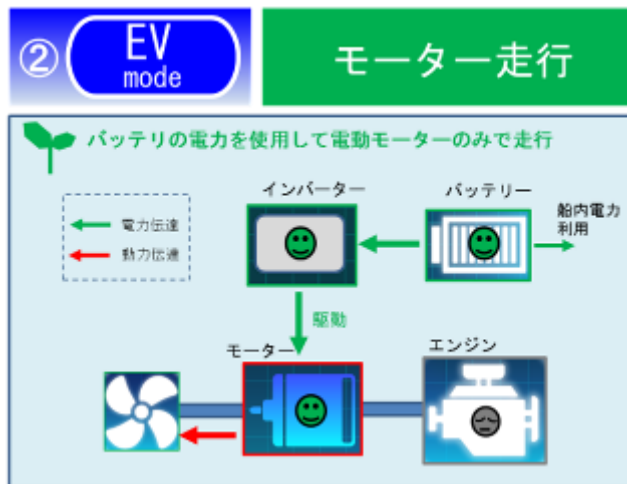 ② EV mode
モーター走行
バッテリの電力を使用して電動モーターのみで走行
電力伝達
動力伝達
インバーター
バッテリー
船内電力
利用
駆動
モーター
エンジン